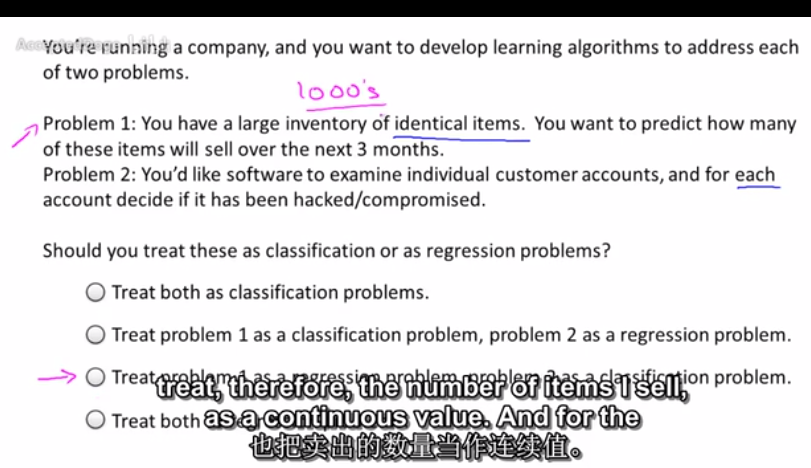 You're running a company, and you want to develop learning algorithms to address each
of two problems.
1000's
Problem 1: You have a large inventory of identical items. You want to predict how many
of these items will sell over the next 3 months.
Problem 2: You'd like software to examine individual customer accounts, and for each
account decide if it has been hacked/compromised.
Should you treat these as classification or as regression problems?
Treat both as classification problems.
Treat problem 1 as a classification problem, problem 2 as a regression problem.
Treat problem 1 as a regression problem, problem 2 as a classification problem.
Treat both
treat, therefore, the number of items I sell,
as a continuous value. And for the
也把卖出的数量当作连续值。